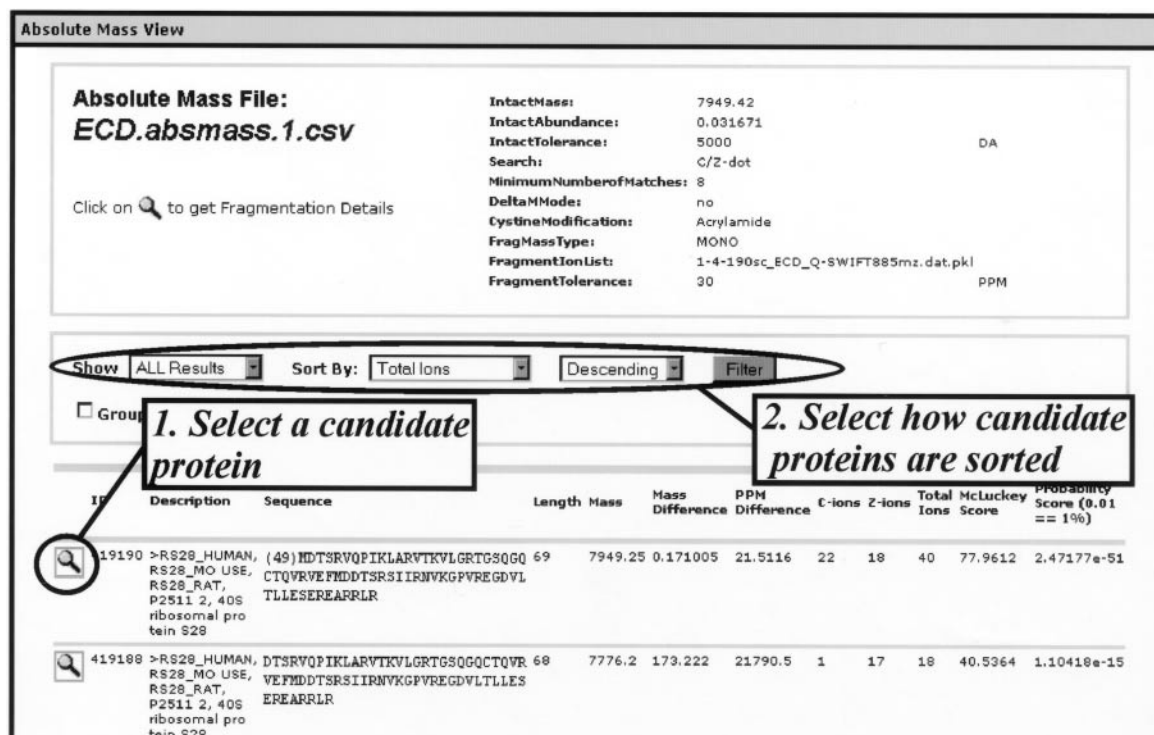 Absolute Mass View
Absolute Mass File:
ECD.absmass.1.csv
Click on to get Fragmentation Details
IntactMass: 7949.42
IntactAbundance: 0.031671
IntactTolerance: 5000 DA
Search: C/Z-dot
MinimumNumberofMatches: 8
DeltaMMode: no
CystineModification: Acrylamide
FragMassType: MONO
FragmentIonList: 1-4-190sc_ECD_Q-SWIFT885mz.dat.pkl
FragmentTolerance: 30 PPM
Show ALL Results Sort By: Total Ions Descending Filter
Group
1. Select a candidate
protein
2. Select how candidate
proteins are sorted
ID Description Sequence Length Mass Mass Difference PPM Difference C-ions Z-ions Total Ions McLuckey Score Probability Score (0.01 == 1%)
19190 >RS28_HUMAN, (49)MDTSRVQPIKLARVTKVLGRTGSQGQ 69 7949.25 0.171005 21.5116 22 18 40 77.9612 2.47177e-51
RS28_MO USE, CTQVRVEFMDDTSRSIIRNVKGPVREGDVL
RS28_RAT, TLLESEREARRLR
P2511 2, 40S
ribosomal pro
tein S28
419188 >RS28_HUMAN, DTSRVQPIKLARVTKVLGRTGSQGQCTQVR 68 7776.2 173.222 21790.5 1 17 18 40.5364 1.10418e-15
RS28_MO USE, VEFMDDTSRSIIRNVKGPVREGDVLTLLES
RS28_RAT, EREARRLR
P2511 2, 40S
ribosomal pro
tein S28